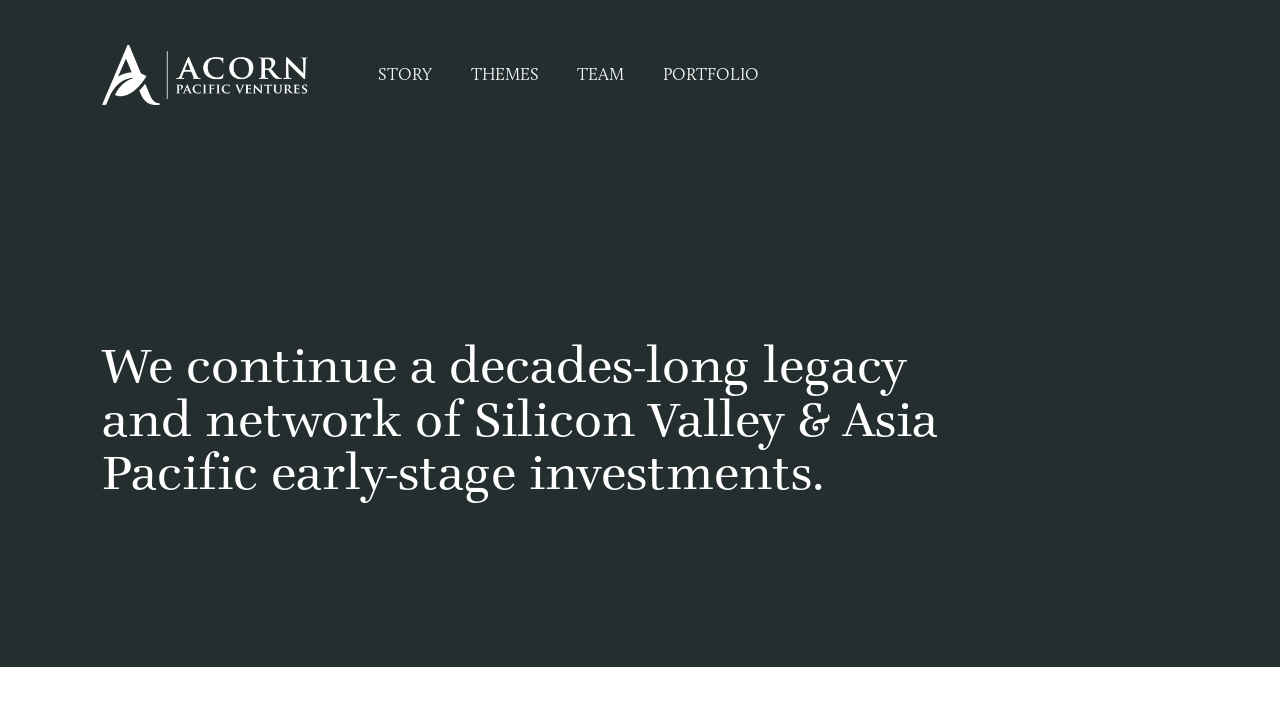 ACORN
PACIFIC VENTURES
STORY THEMES TEAM PORTFOLIO
We continue a decades-long legacy
and network of Silicon Valley & Asia
Pacific early-stage investments.